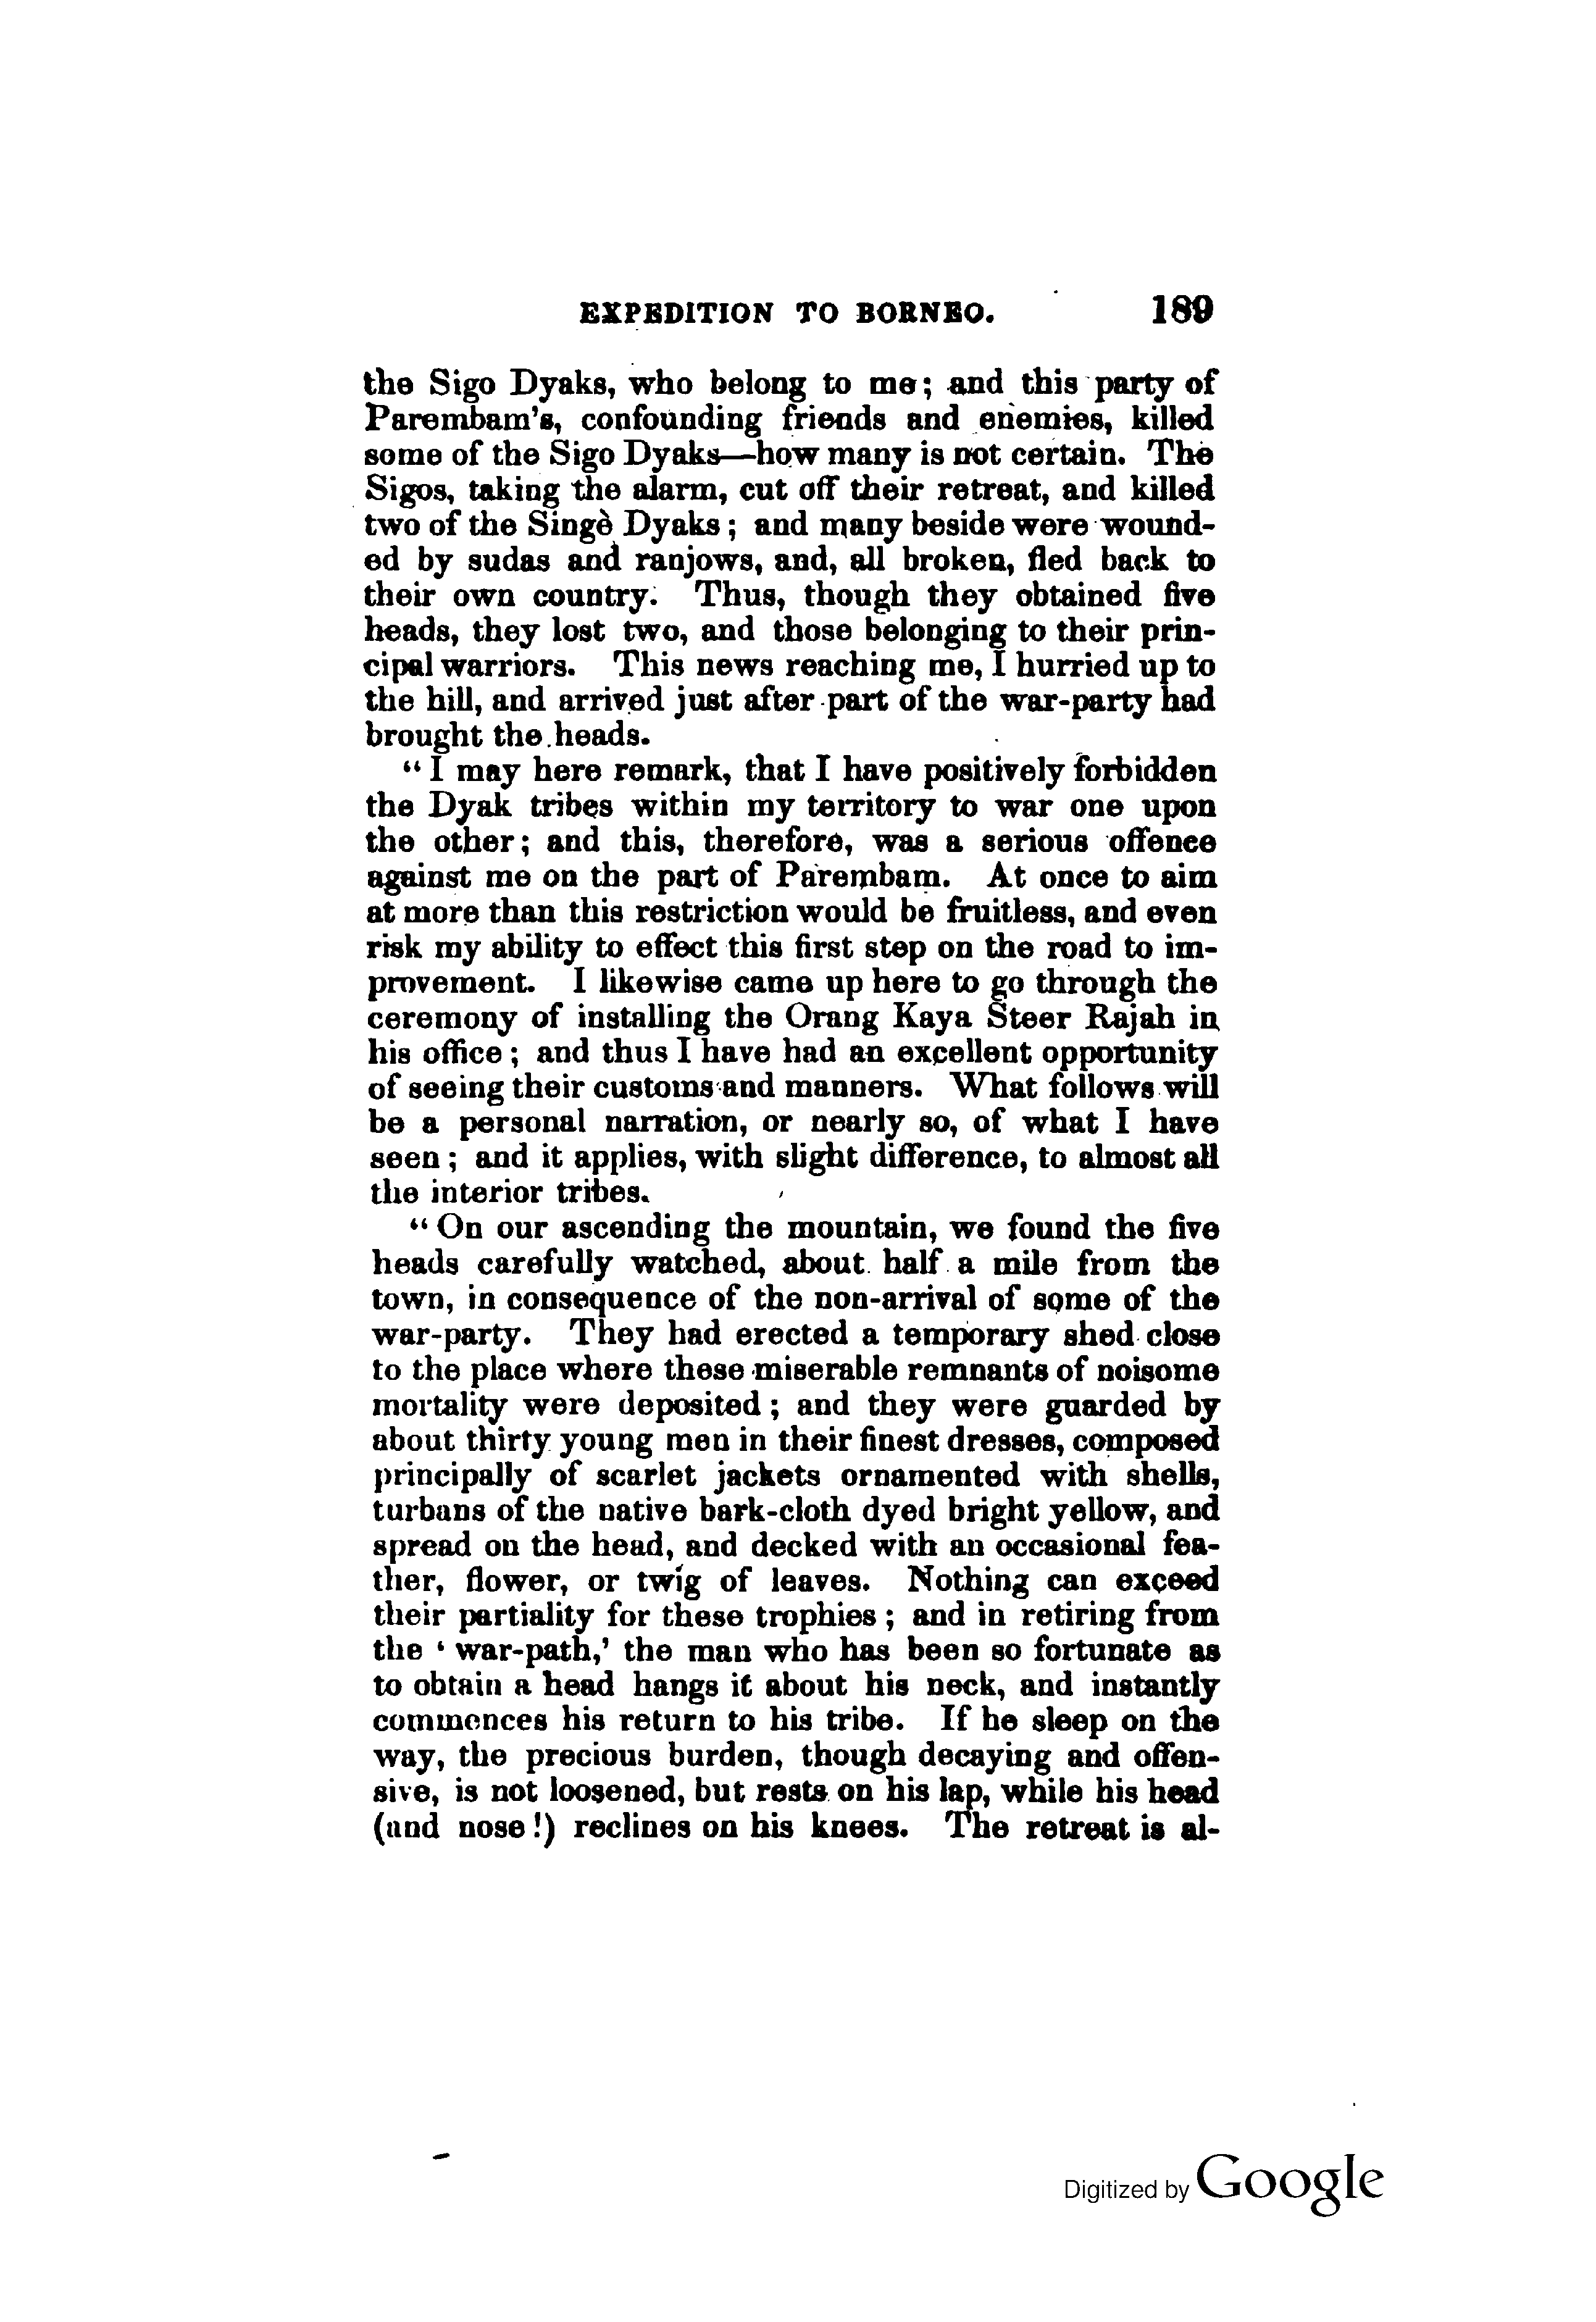 EXPEDITION TO BORNEO. 189
the Sigo Dyaks, who belong to me; and this party of
Parembam's, confounding friends and enemies, killed
some of the Sigo Dyaks—how many is not certain. The
Sigos, taking the alarm, cut off their retreat, and killed
two of the Singè Dyaks; and many beside were wound-
ed by sudas and ranjows, and, all broken, fled back to
their own country. Thus, though they obtained five
heads, they lost two, and those belonging to their prin-
cipal warriors. This news reaching me, I hurried up to
the hill, and arrived just after part of the war-party had
brought the heads.
“I may here remark, that I have positively forbidden
the Dyak tribes within my territory to war one upon
the other; and this, therefore, was a serious offence
against me on the part of Parembam. At once to aim
at more than this restriction would be fruitless, and even
risk my ability to effect this first step on the road to im-
provement. I likewise came up here to go through the
ceremony of installing the Orang Kaya Steer Rajah in
his office; and thus I have had an excellent opportunity
of seeing their customs and manners. What follows will
be a personal narration, or nearly so, of what I have
seen; and it applies, with slight difference, to almost all
the interior tribes.
“On our ascending the mountain, we found the five
heads carefully watched, about half a mile from the
town, in consequence of the non-arrival of some of the
war-party. They had erected a temporary shed close
to the place where these miserable remnants of noisome
mortality were deposited; and they were guarded by
about thirty young men in their finest dresses, composed
principally of scarlet jackets ornamented with shells,
turbans of the native bark-cloth dyed bright yellow, and
spread on the head, and decked with an occasional fea-
ther, flower, or twig of leaves. Nothing can exceed
their partiality for these trophies; and in retiring from
the ‘war-path,’ the man who has been so fortunate as
to obtain a head hangs it about his neck, and instantly
commences his return to his tribe. If he sleep on the
way, the precious burden, though decaying and offen-
sive, is not loosened, but rests on his lap, while his head
(and nose!) reclines on his knees. The retreat is al-
Digitized by Google